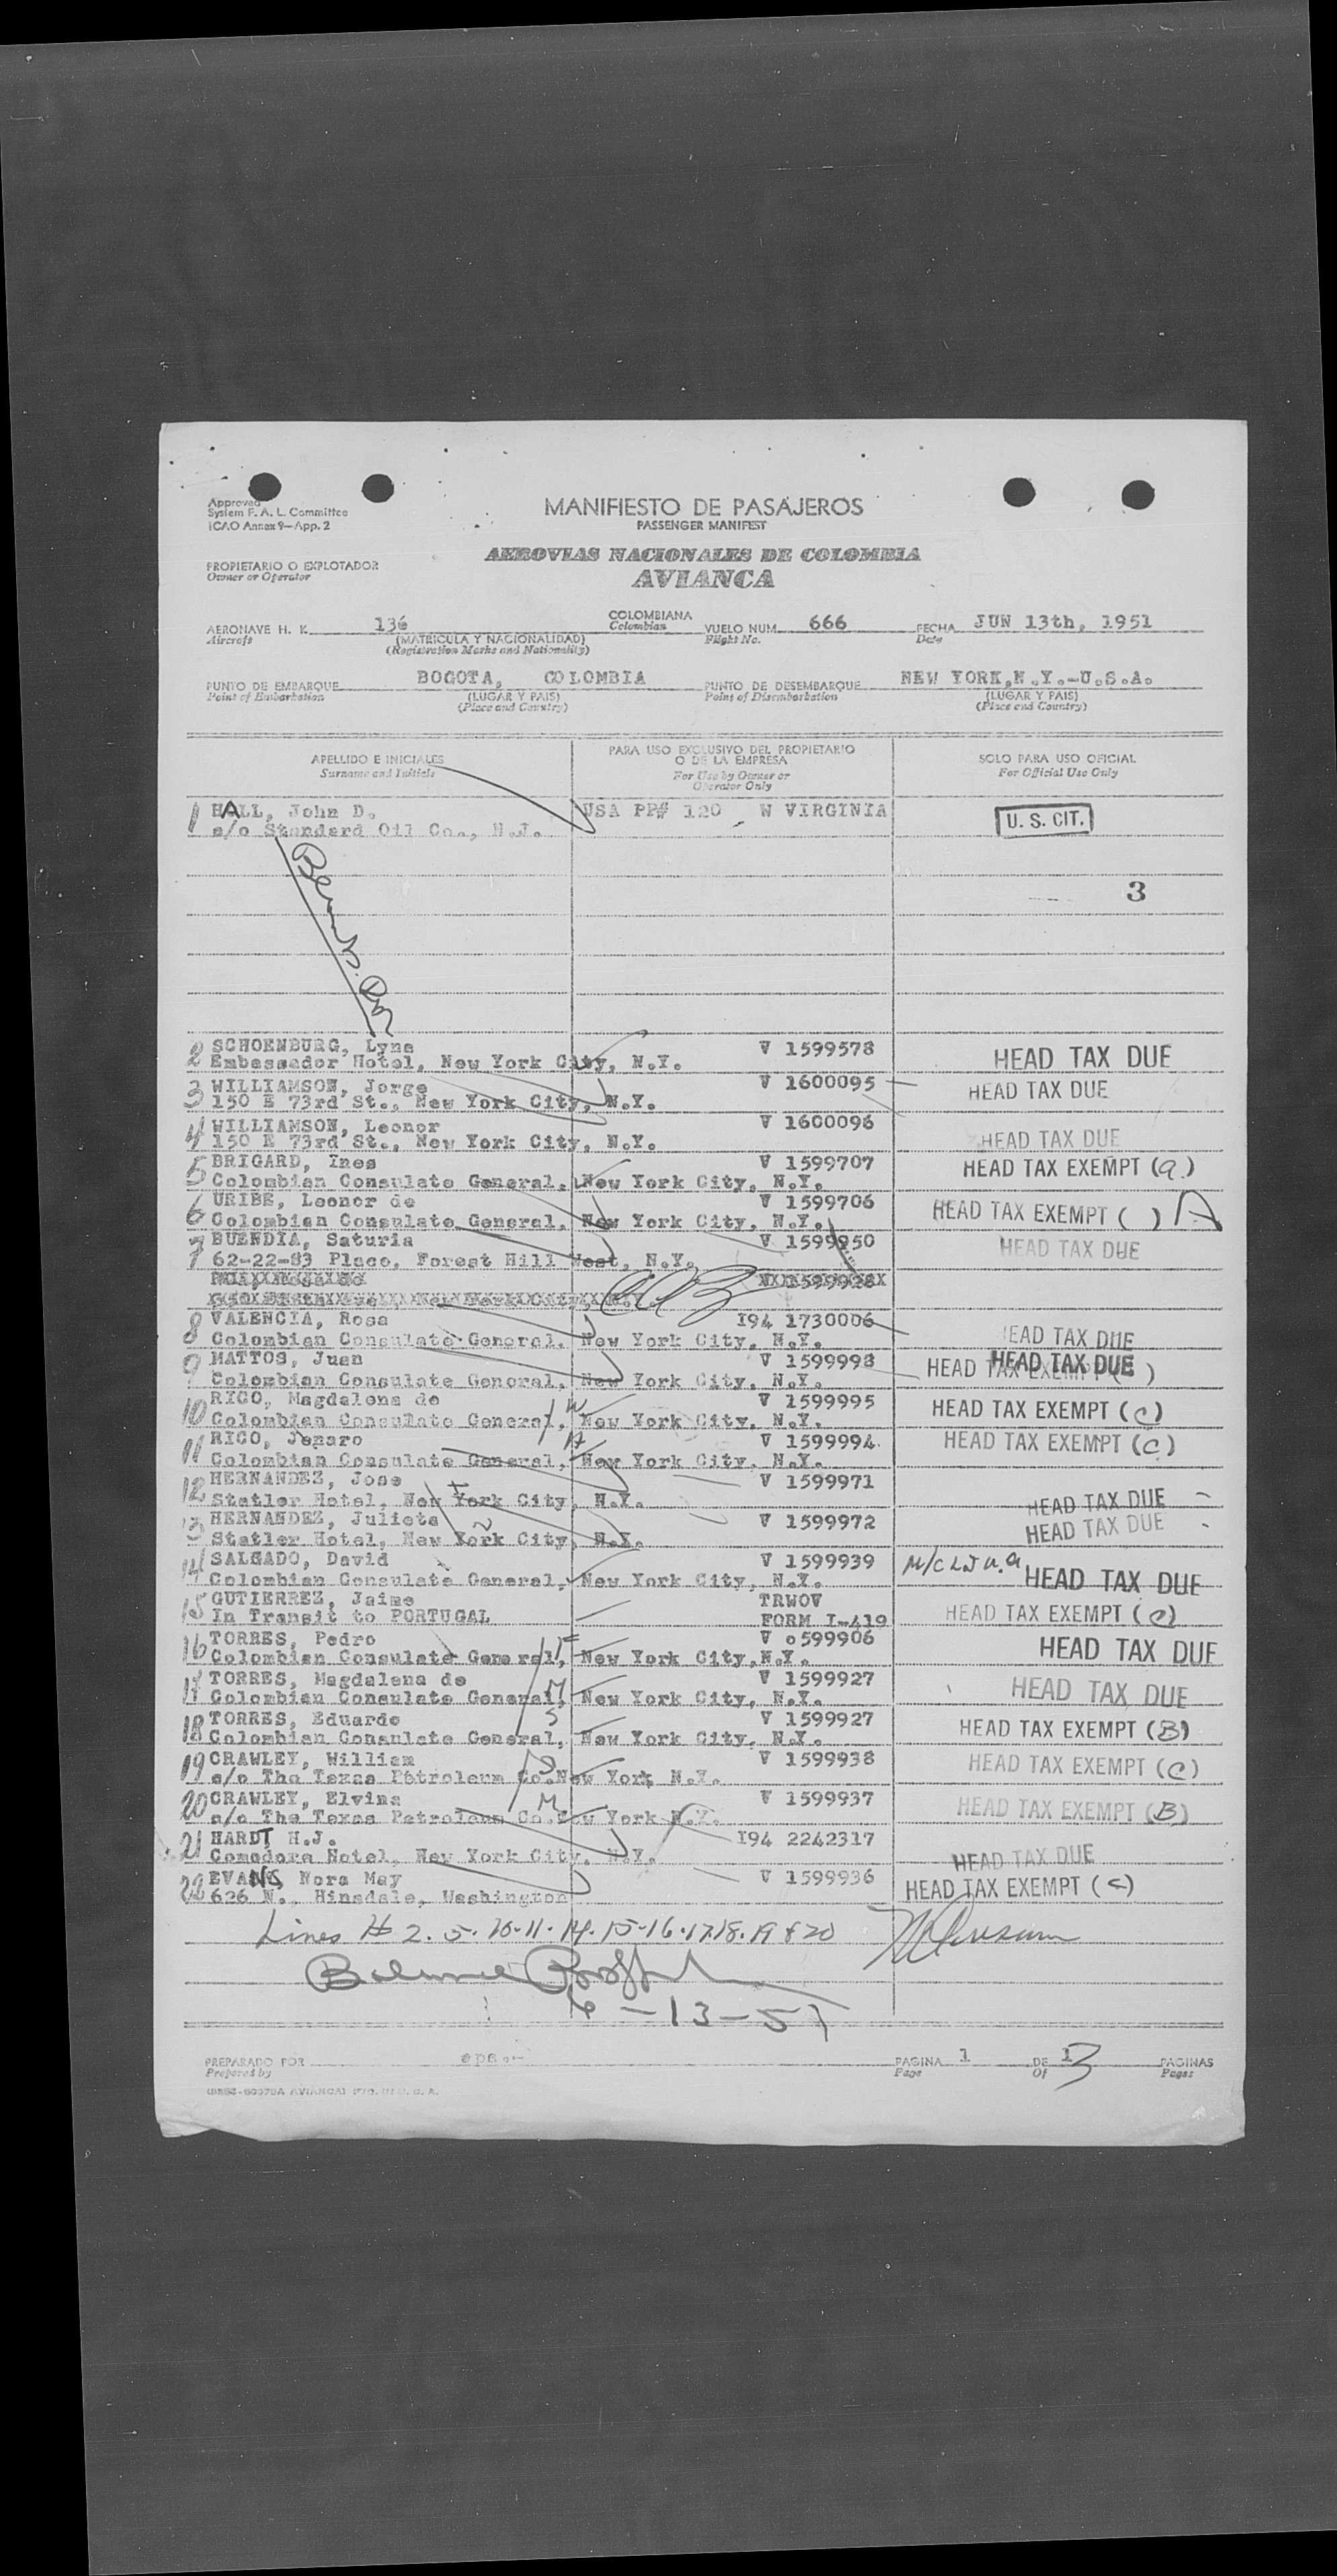 Approved
System F. A. L. Committee
ICAO Annex 9—App. 2
MANIFIESTO DE PASAJEROS
PASSENGER MANIFEST
PROPIETARIO O EXPLOTADOR
Owner or Operator
AEROVIAS NACIONALES DE COLOMBIA
AVIANCA
AERONAVE H. K. 136 COLOMBIANA VUELO NUM. 666 FECHA JUN 13th, 1951
Aircraft (MATRICULA Y NACIONALIDAD) Colombian Flight No. Date
(Registration Marks and Nationality)
PUNTO DE EMBARQUE BOGOTA, COLOMBIA PUNTO DE DESEMBARQUE NEW YORK,N.Y.-U.S.A.
Point of Embarkation (LUGAR Y PAIS) Point of Disembarkation (LUGAR Y PAIS)
(Place and Country) (Place and Country)
APELLIDO E INICIALES PARA USO EXCLUSIVO DEL PROPIETARIO O DE LA EMPRESA SOLO PARA USO OFICIAL
Surname and Initials For Use by Owner or Operator Only For Official Use Only
1 HALL, John D. USA PP# 120 W VIRGINIA U. S. CIT.
c/o Standard Oil Co., N.J.
3
2 SCHOENBURG, Lyne V 1599578 HEAD TAX DUE
Embassador Hotel, New York City, N.Y.
3 WILLIAMSON, Jorge V 1600095 HEAD TAX DUE
150 E 73rd St., New York City, N.Y.
4 WILLIAMSON, Leonor V 1600096 HEAD TAX DUE
150 E 73rd St., New York City, N.Y.
5 BRIGARD, Ines V 1599707 HEAD TAX EXEMPT (a)
Colombian Consulate General, New York City, N.Y.
6 URIBE, Leonor de V 1599706 HEAD TAX EXEMPT ( ) A
Colombian Consulate General, New York City, N.Y.
7 BUENDIA, Saturia V 1599950 HEAD TAX DUE
62-22-83 Place, Forest Hill West, N.Y.
8 VALENCIA, Rosa I94 1730006 HEAD TAX DUE
Colombian Consulate General, New York City, N.Y.
9 MATTOS, Juan V 1599998 HEAD TAX EXEMPT ( ) HEAD TAX DUE
Colombian Consulate General, New York City, N.Y.
10 RICO, Magdalena de V 1599995 HEAD TAX EXEMPT (C)
Colombian Consulate General, New York City, N.Y.
11 RICO, Jenaro V 1599994 HEAD TAX EXEMPT (C)
Colombian Consulate General, New York City, N.Y.
12 HERNANDEZ, Jose V 1599971 HEAD TAX DUE
Statler Hotel, New York City, N.Y.
13 HERNANDEZ, Julieta V 1599972 HEAD TAX DUE
Statler Hotel, New York City, N.Y.
14 SALGADO, David V 1599939 HEAD TAX DUE
Colombian Consulate General, New York City, N.Y.
15 GUTIERREZ, Jaime TRWOV HEAD TAX EXEMPT (C)
In Transit to PORTUGAL FORM I-419
16 TORRES, Pedro V 0599906 HEAD TAX DUE
Colombian Consulate General, New York City,N.Y.
17 TORRES, Magdalena de V 1599927 HEAD TAX DUE
Colombian Consulate General, New York City, N.Y.
18 TORRES, Eduardo V 1599927 HEAD TAX EXEMPT (B)
Colombian Consulate General, New York City, N.Y.
19 CRAWLEY, William V 1599938 HEAD TAX EXEMPT (C)
c/o The Texas Petroleum Co.New York N.Y.
20 CRAWLEY, Elvina V 1599937 HEAD TAX EXEMPT (B)
c/o The Texas Petroleum Co.New York N.Y.
21 HARDT H.J. I94 2242317 HEAD TAX DUE
Comodore Hotel, New York City, N.Y.
22 EVANS Nora May V 1599936 HEAD TAX EXEMPT (C)
626 N. Hinsdale, Washington
Lines # 2. 5. 10. 11. 14. 15. 16. 17. 18. 19 & 20
6-13-51
PREPARADO POR PAGINA 1 DE 13 PAGINAS
Prepared by Page Of Pages